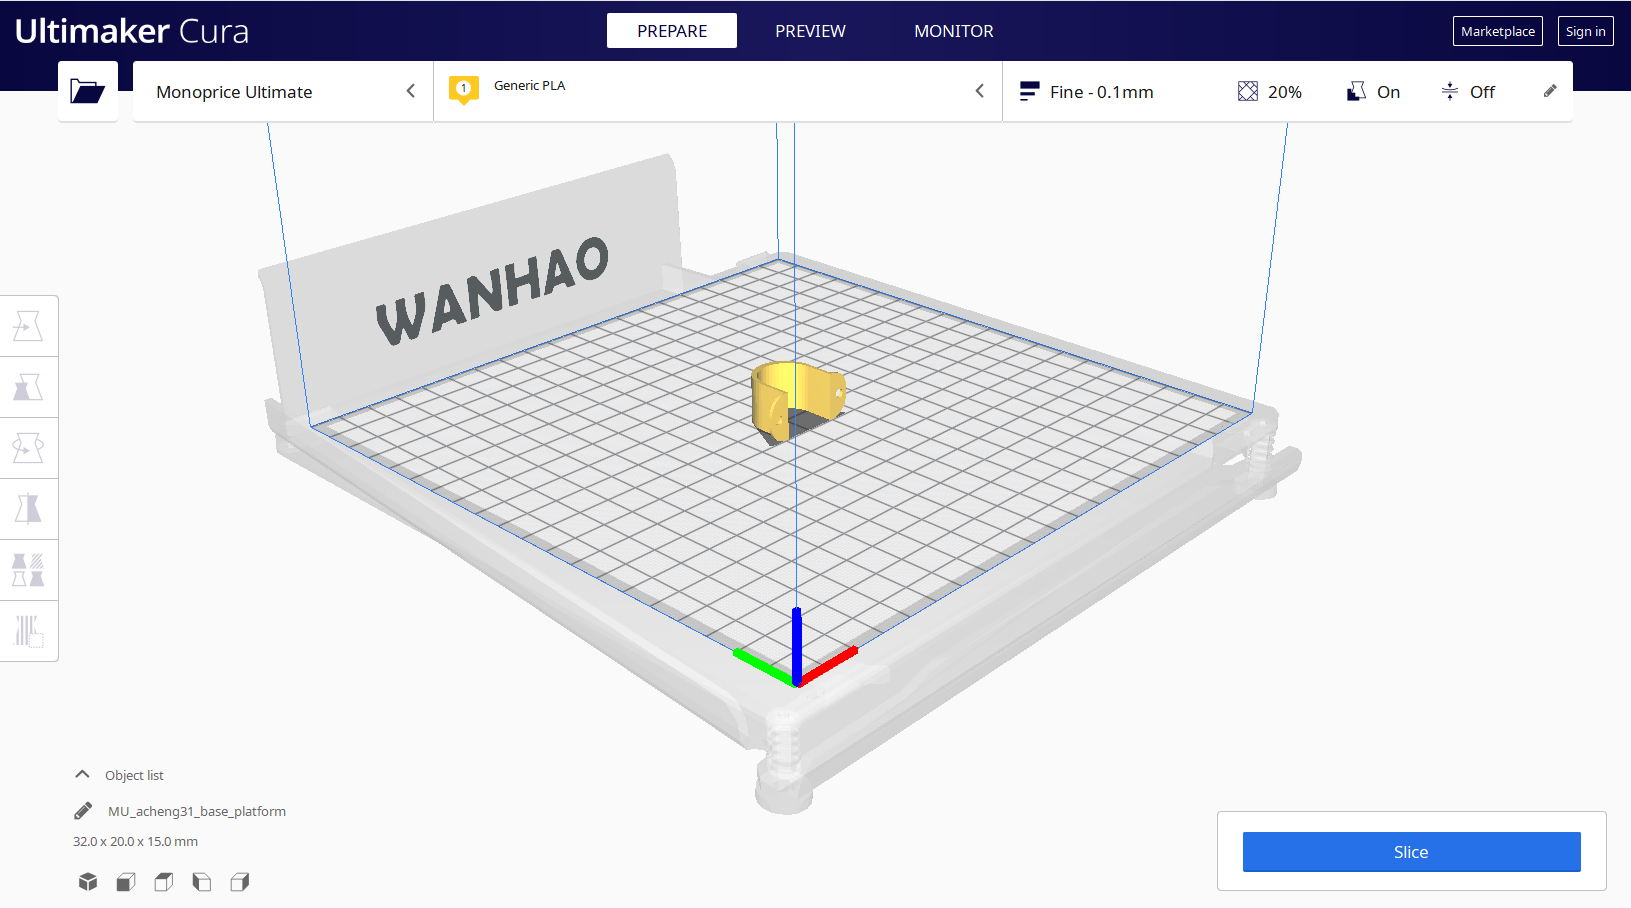 Ultimaker Cura
PREPARE
PREVIEW
MONITOR
Marketplace
Sign in
Monoprice Ultimate
1
Generic PLA
Fine - 0.1mm
20%
On
Off
WANHAO
Object list
MU_acheng31_base_platform
32.0 x 20.0 x 15.0 mm
Slice